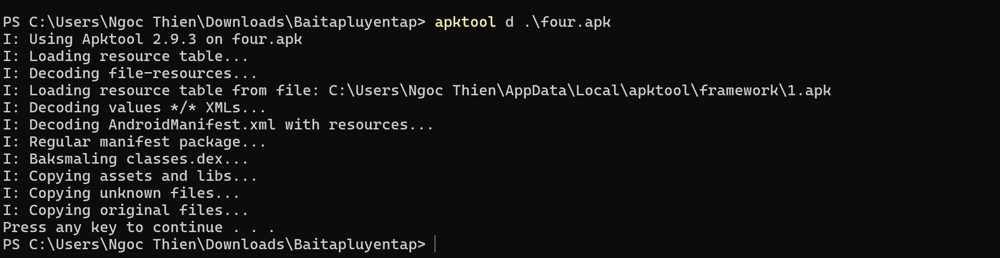 PS C:\Users\Ngoc Thien\Downloads\Baitapluyentap> apktool d .\four.apk
I: Using Apktool 2.9.3 on four.apk
I: Loading resource table...
I: Decoding file-resources...
I: Loading resource table from file: C:\Users\Ngoc Thien\AppData\Local\apktool\framework\1.apk
I: Decoding values */* XMLs...
I: Decoding AndroidManifest.xml with resources...
I: Regular manifest package...
I: Baksmaling classes.dex...
I: Copying assets and libs...
I: Copying unknown files...
I: Copying original files...
Press any key to continue . . .
PS C:\Users\Ngoc Thien\Downloads\Baitapluyentap>